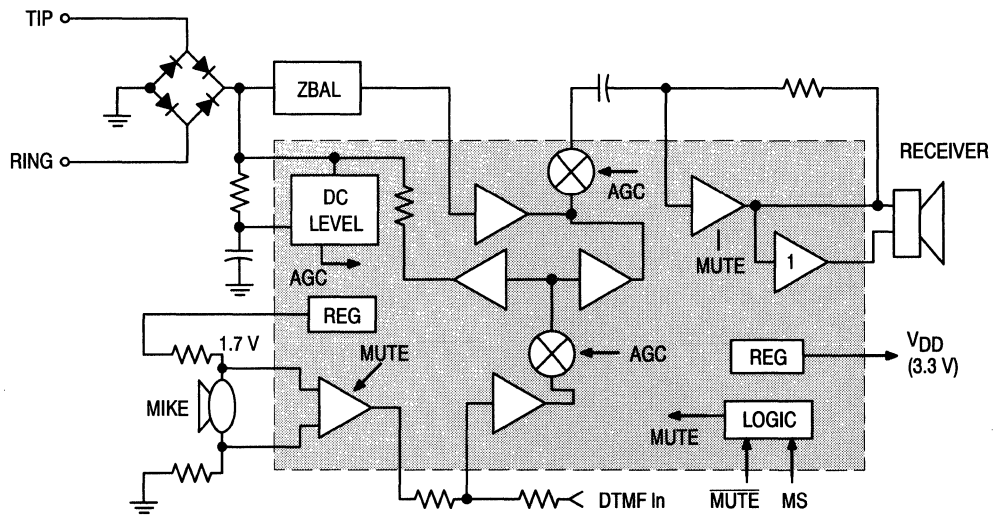 TIP
ZBAL
RING
RECEIVER
AGC
DC
LEVEL
MUTE
1
AGC
REG
1.7 V
MUTE
AGC
REG
VDD
(3.3 V)
MIKE
LOGIC
MUTE
DTMF In
MUTE
MS